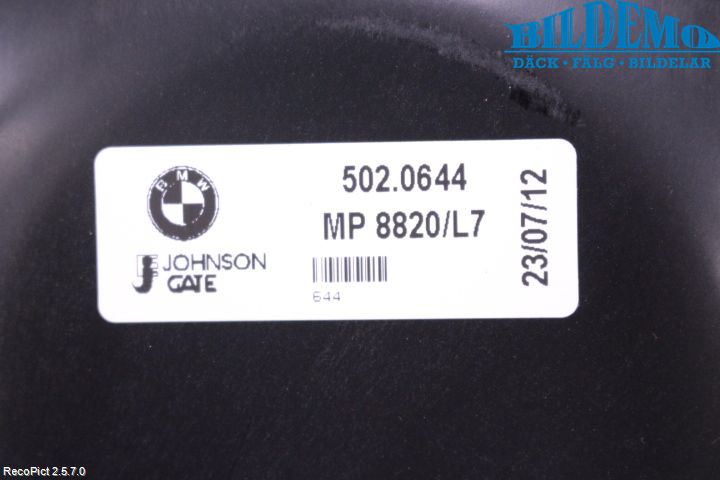 BILDEMO
DÄCK • FÄLG • BILDELAR
BMW
502.0644
MP 8820/L7
23/07/12
JOHNSON
GATE
644
RecoPict 2.5.7.0